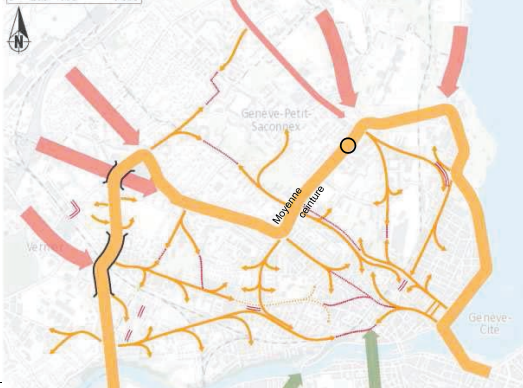 N
Genève-Petit-
Saconnex
Moyenne
ceinture
Vernier
Genève-
Cité